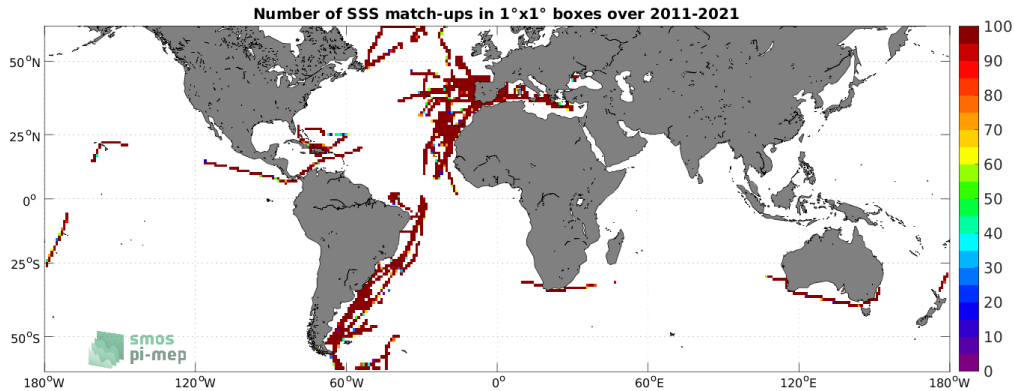 Number of SSS match-ups in 1°x1° boxes over 2011-2021
50°N
25°N
0°
25°S
50°S
180°W
120°W
60°W
0°
60°E
120°E
180°W
100
90
80
70
60
50
40
30
20
10
0
smos
pi-mep